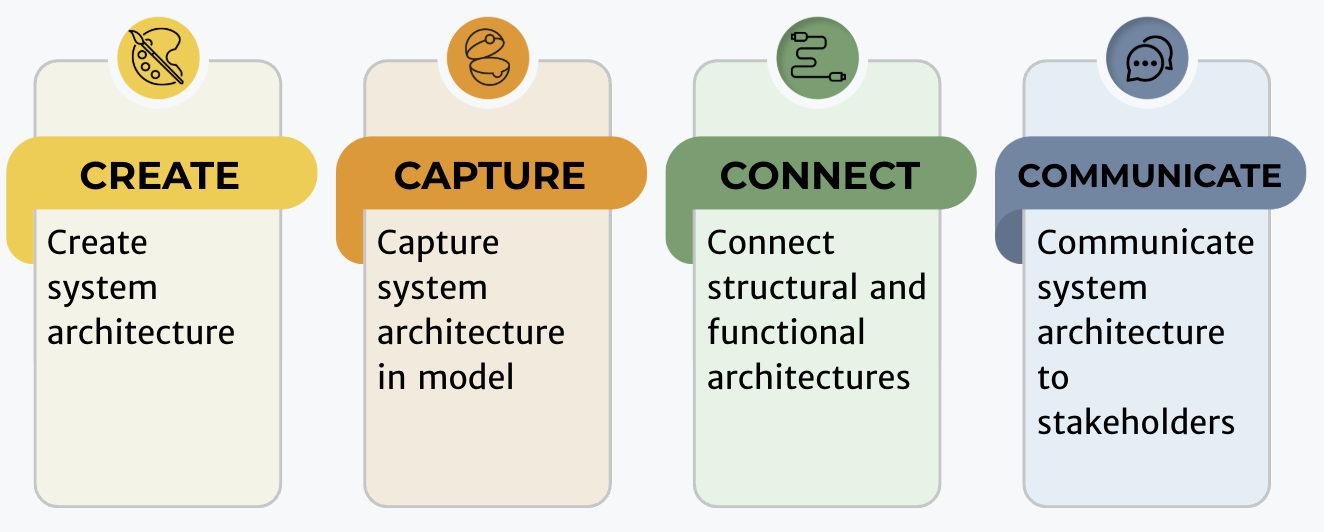 CREATE
Create
system
architecture
CAPTURE
Capture
system
architecture
in model
CONNECT
Connect
structural and
functional
architectures
COMMUNICATE
Communicate
system
architecture
to
stakeholders